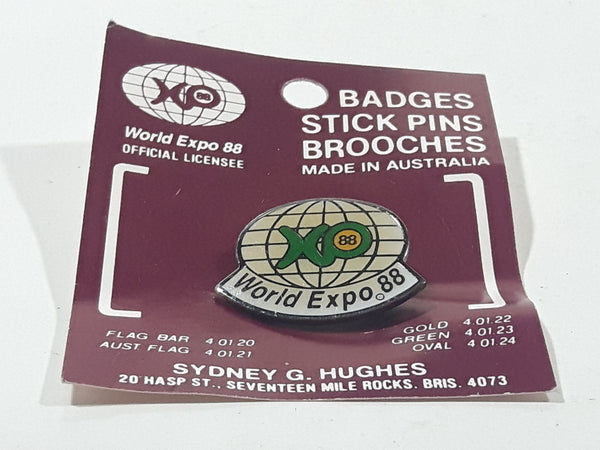 XPO 88
World Expo 88
OFFICIAL LICENSEE
BADGES
STICK PINS
BROOCHES
MADE IN AUSTRALIA
XPO 88
World Expo 88
©
FLAG BAR 4.01.20
AUST FLAG 4.01.21
GOLD 4.01.22
GREEN 4.01.23
OVAL 4.01.24
SYDNEY G. HUGHES
20 HASP ST., SEVENTEEN MILE ROCKS. BRIS. 4073